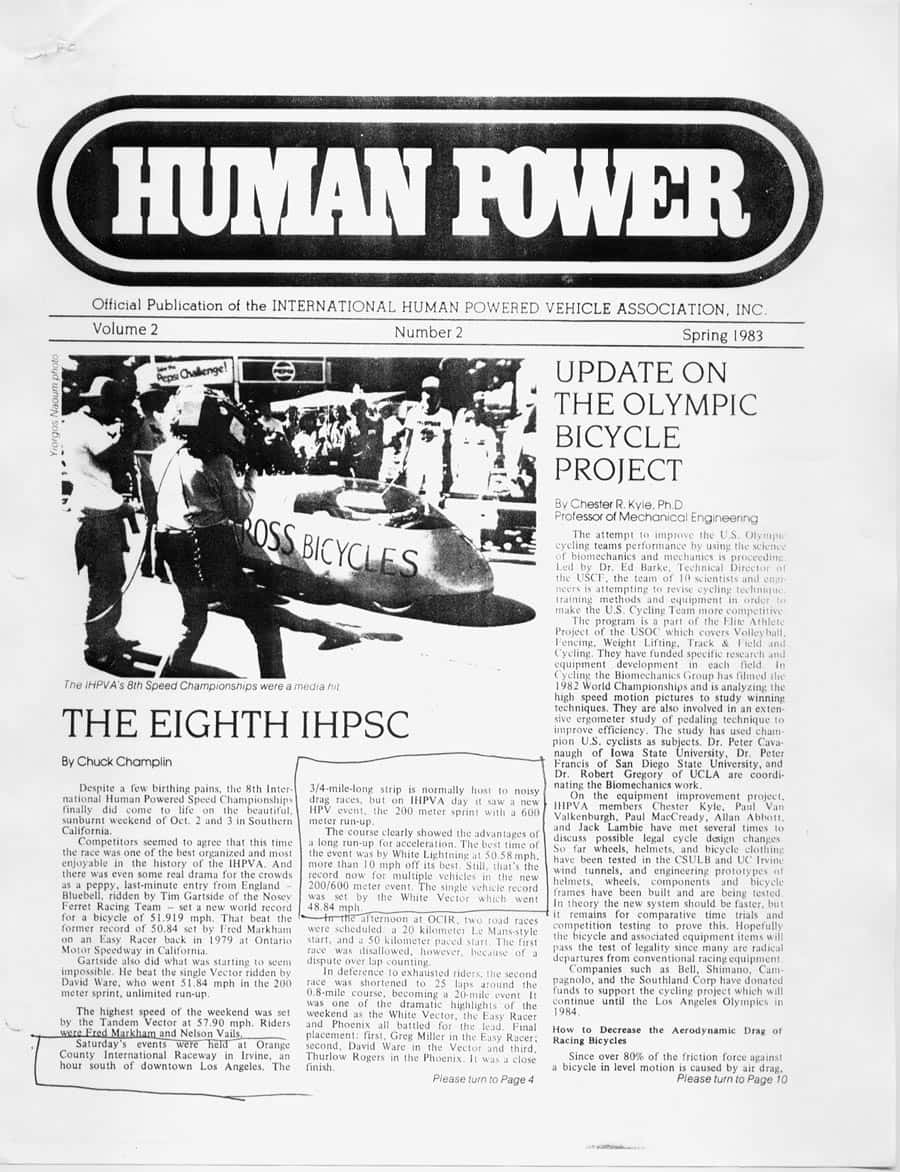 HUMAN POWER
Official Publication of the INTERNATIONAL HUMAN POWERED VEHICLE ASSOCIATION, INC.
Volume 2
Number 2
Spring 1983
Yiorgos Naoum photo
Pepsi Challenge!
PEPSI
ROSS BICYCLES
The IHPVA's 8th Speed Championships were a media hit
THE EIGHTH IHPSC
By Chuck Champlin
Despite a few birthing pains, the 8th Inter-
national Human Powered Speed Championships
finally did come to life on the beautiful,
sunburnt weekend of Oct. 2 and 3 in Southern
California.
Competitors seemed to agree that this time
the race was one of the best organized and most
enjoyable in the history of the IHPVA. And
there was even some real drama for the crowds
as a peppy, last-minute entry from England –
Bluebell, ridden by Tim Gartside of the Nosey
Ferret Racing Team – set a new world record
for a bicycle of 51.919 mph. That beat the
former record of 50.84 set by Fred Markham
on an Easy Racer back in 1979 at Ontario
Motor Speedway in California.
Gartside also did what was starting to seem
impossible. He beat the single Vector ridden by
David Ware, who went 51.84 mph in the 200
meter sprint, unlimited run-up.
The highest speed of the weekend was set
by the Tandem Vector at 57.90 mph. Riders
were Fred Markham and Nelson Vails.
Saturday's events were held at Orange
County International Raceway in Irvine, an
hour south of downtown Los Angeles. The
3/4-mile-long strip is normally host to noisy
drag races, but on IHPVA day it saw a new
HPV event, the 200 meter sprint with a 600
meter run-up.
The course clearly showed the advantages of
a long run-up for acceleration. The best time of
the event was by White Lightning at 50.58 mph,
more than 10 mph off its best. Still, that's the
record now for multiple vehicles in the new
200/600 meter event. The single vehicle record
was set by the White Vector which went
48.84 mph.
In the afternoon at OCIR, two road races
were scheduled: a 20 kilometer Le Mans-style
start, and a 50 kilometer paced start. The first
race was disallowed, however, because of a
dispute over lap counting.
In deference to exhausted riders, the second
race was shortened to 25 laps around the
0.8-mile course, becoming a 20-mile event. It
was one of the dramatic highlights of the
weekend as the White Vector, the Easy Racer
and Phoenix all battled for the lead. Final
placement: first, Greg Miller in the Easy Racer;
second, David Ware in the Vector and third,
Thurlow Rogers in the Phoenix. It was a close
finish.
Please turn to Page 4
UPDATE ON
THE OLYMPIC
BICYCLE
PROJECT
By Chester R. Kyle, Ph.D.
Professor of Mechanical Engineering
The attempt to improve the U.S. Olympic
cycling teams performance by using the science
of biomechanics and mechanics is proceeding.
Led by Dr. Ed Barke, Technical Director of
the USCF, the team of 10 scientists and engi-
neers is attempting to revise cycling technique,
training methods and equipment in order to
make the U.S. Cycling Team more competitive.
The program is a part of the Elite Athlete
Project of the USOC which covers Volleyball,
Fencing, Weight Lifting, Track & Field and
Cycling. They have funded specific research and
equipment development in each field. In
Cycling the Biomechanics Group has filmed the
1982 World Championships and is analyzing the
high speed motion pictures to study winning
techniques. They are also involved in an exten-
sive ergometer study of pedaling technique to
improve efficiency. The study has used cham-
pion U.S. cyclists as subjects. Dr. Peter Cava-
naugh of Iowa State University, Dr. Peter
Francis of San Diego State University, and
Dr. Robert Gregory of UCLA are coordi-
nating the Biomechanics work.
On the equipment improvement project,
IHPVA members Chester Kyle, Paul Van
Valkenburgh, Paul MacCready, Allan Abbott,
and Jack Lambie have met several times to
discuss possible legal cycle design changes.
So far wheels, helmets, and bicycle clothing
have been tested in the CSULB and UC Irvine
wind tunnels, and engineering prototypes of
helmets, wheels, components and bicycle
frames have been built and are being tested.
In theory the new system should be faster, but
it remains for comparative time trials and
competition testing to prove this. Hopefully
the bicycle and associated equipment items will
pass the test of legality since many are radical
departures from conventional racing equipment.
Companies such as Bell, Shimano, Cam-
pagnolo, and the Southland Corp have donated
funds to support the cycling project which will
continue until the Los Angeles Olympics in
1984.
How to Decrease the Aerodynamic Drag of
Racing Bicycles
Since over 80% of the friction force against
a bicycle in level motion is caused by air drag,
Please turn to Page 10